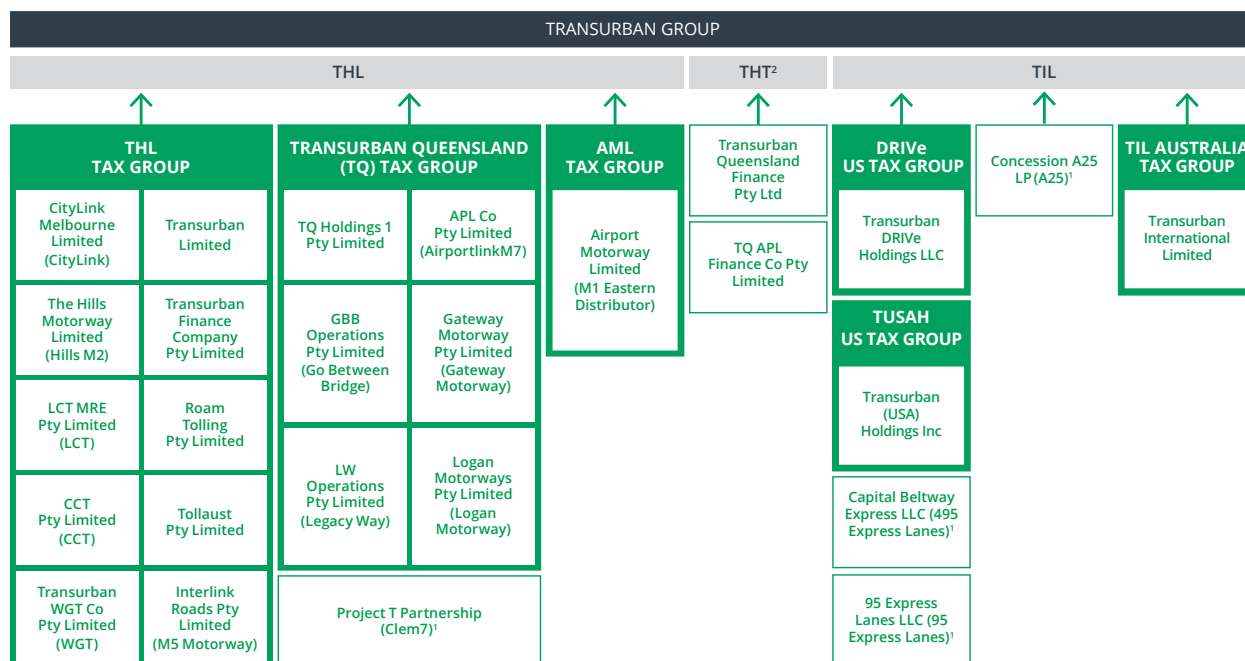 TRANSURBAN GROUP
THL
THT²
TIL
THL
TAX GROUP
CityLink
Melbourne
Limited
(CityLink)
Transurban
Limited
The Hills
Motorway
Limited
(Hills M2)
Transurban
Finance
Company
Pty Limited
LCT MRE
Pty Limited
(LCT)
Roam
Tolling
Pty Limited
CCT
Pty Limited
(CCT)
Tollaust
Pty Limited
Transurban
WGT Co
Pty Limited
(WGT)
Interlink
Roads Pty
Limited
(M5 Motorway)
TRANSURBAN QUEENSLAND
(TQ) TAX GROUP
TQ Holdings 1
Pty Limited
APL Co
Pty Limited
(AirportlinkM7)
GBB
Operations
Pty Limited
(Go Between
Bridge)
Gateway
Motorway
Pty Limited
(Gateway
Motorway)
LW
Operations
Pty Limited
(Legacy Way)
Logan
Motorways
Pty Limited
(Logan
Motorway)
Project T Partnership
(Clem7)¹
AML
TAX GROUP
Airport
Motorway
Limited
(M1 Eastern
Distributor)
Transurban
Queensland
Finance
Pty Ltd
TQ APL
Finance Co Pty
Limited
DRIVe
US TAX GROUP
Transurban
DRIVe
Holdings LLC
TUSAH
US TAX GROUP
Transurban
(USA)
Holdings Inc
Capital Beltway
Express LLC (495
Express Lanes)¹
95 Express
Lanes LLC (95
Express Lanes)¹
Concession A25
LP (A25)¹
TIL AUSTRALIA
TAX GROUP
Transurban
International
Limited